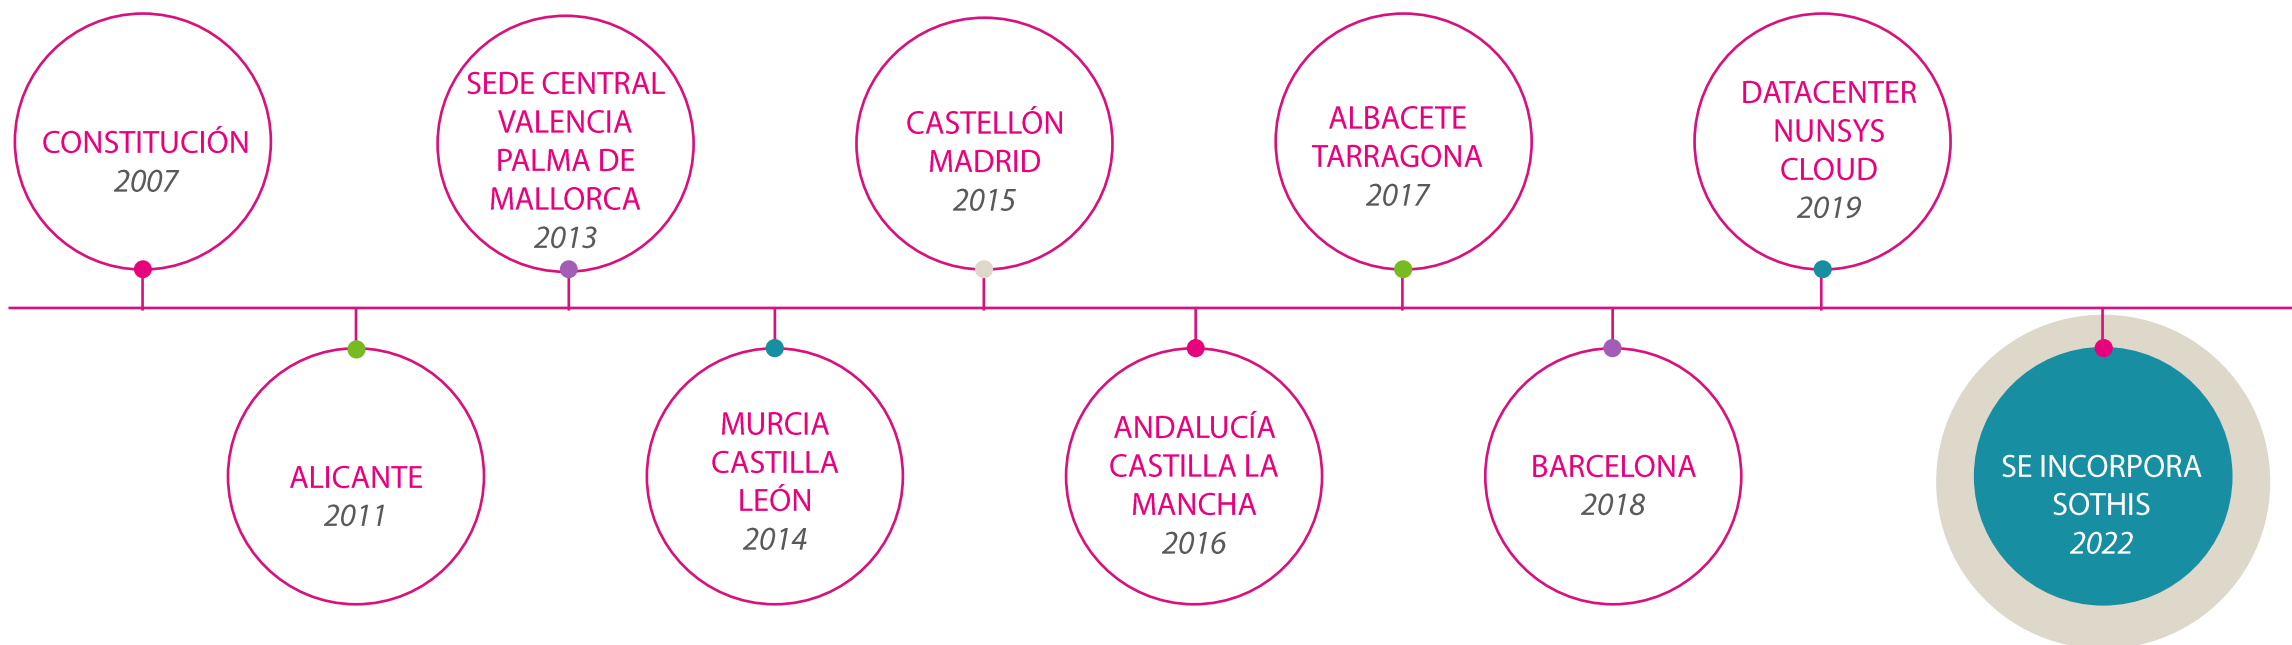 CONSTITUCIÓN
2007
ALICANTE
2011
SEDE CENTRAL
VALENCIA
PALMA DE
MALLORCA
2013
MURCIA
CASTILLA
LEÓN
2014
CASTELLÓN
MADRID
2015
ANDALUCÍA
CASTILLA LA
MANCHA
2016
ALBACETE
TARRAGONA
2017
BARCELONA
2018
DATACENTER
NUNSYS
CLOUD
2019
SE INCORPORA
SOTHIS
2022